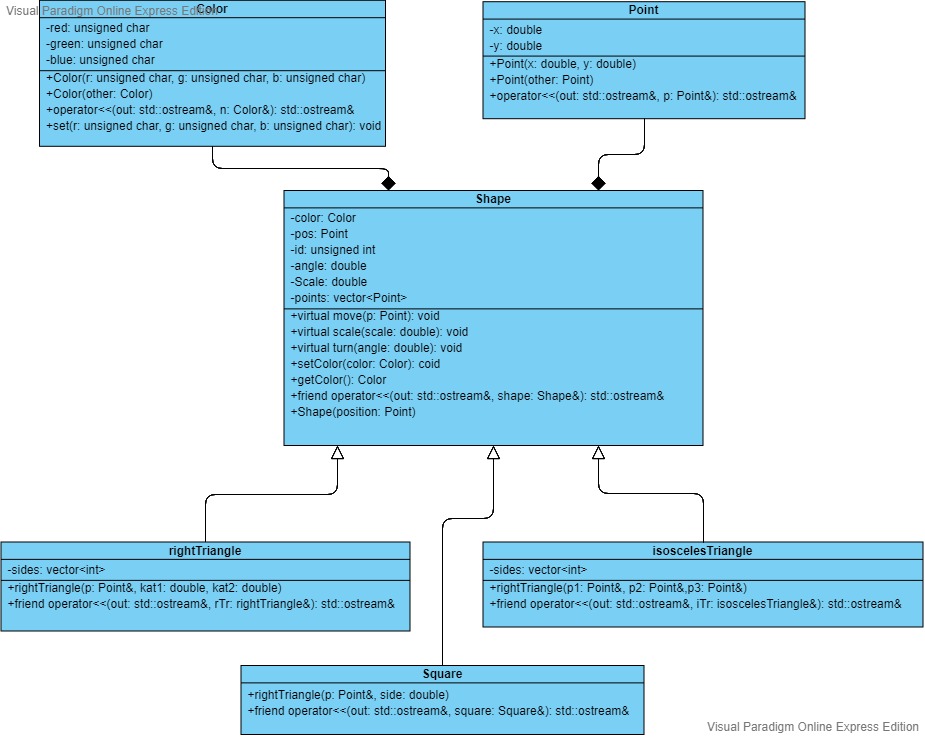 Visual Paradigm Online Express Edition
Color
-red: unsigned char
-green: unsigned char
-blue: unsigned char
+Color(r: unsigned char, g: unsigned char, b: unsigned char)
+Color(other: Color)
+operator<<(out: std::ostream&, n: Color&): std::ostream&
+set(r: unsigned char, g: unsigned char, b: unsigned char): void
Point
-x: double
-y: double
+Point(x: double, y: double)
+Point(other: Point)
+operator<<(out: std::ostream&, p: Point&): std::ostream&
Shape
-color: Color
-pos: Point
-id: unsigned int
-angle: double
-Scale: double
-points: vector<Point>
+virtual move(p: Point): void
+virtual scale(scale: double): void
+virtual turn(angle: double): void
+setColor(color: Color): coid
+getColor(): Color
+friend operator<<(out: std::ostream&, shape: Shape&): std::ostream&
+Shape(position: Point)
rightTriangle
-sides: vector<int>
+rightTriangle(p: Point&, kat1: double, kat2: double)
+friend operator<<(out: std::ostream&, rTr: rightTriangle&): std::ostream&
isoscelesTriangle
-sides: vector<int>
+rightTriangle(p1: Point&, p2: Point&,p3: Point&)
+friend operator<<(out: std::ostream&, iTr: isoscelesTriangle&): std::ostream&
Square
+rightTriangle(p: Point&, side: double)
+friend operator<<(out: std::ostream&, square: Square&): std::ostream&
Visual Paradigm Online Express Edition